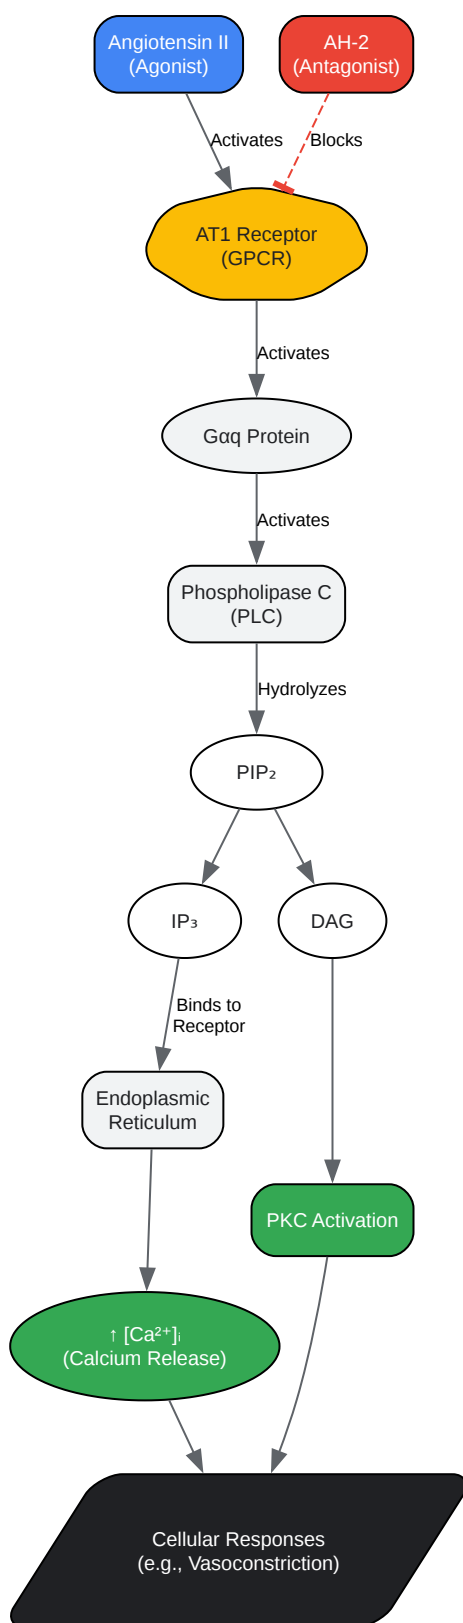 Angiotensin II
(Agonist)
AH-2
(Antagonist)
Activates
Blocks
AT1 Receptor
(GPCR)
Activates
Gαq Protein
Activates
Phospholipase C
(PLC)
Hydrolyzes
PIP₂
IP₃
DAG
Binds to
Receptor
Endoplasmic
Reticulum
PKC Activation
↑ [Ca²⁺]ᵢ
(Calcium Release)
Cellular Responses
(e.g., Vasoconstriction)